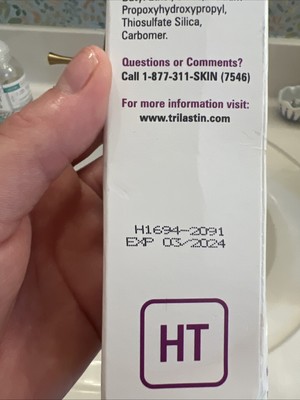 Propoxyhydroxypropyl,
Thiosulfate Silica,
Carbomer.
Questions or Comments?
Call 1-877-311-SKIN (7546)
For more information visit:
www.trilastin.com
H1694-2091
EXP 03/2024
HT